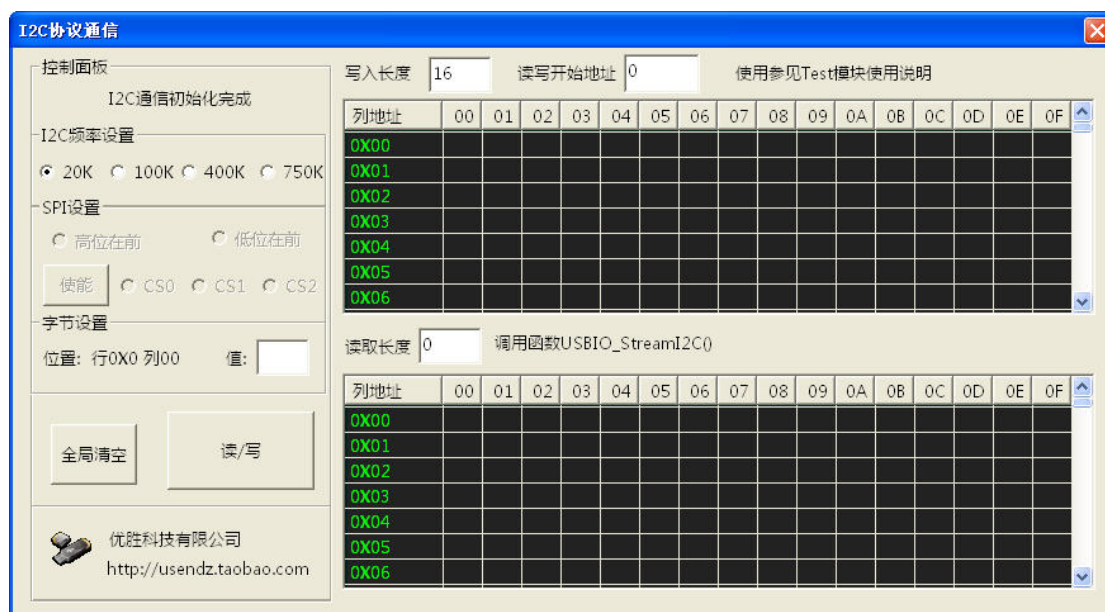 I2C协议通信
控制面板
I2C通信初始化完成
I2C频率设置
20K 100K 400K 750K
SPI设置
高位在前 低位在前
使能 CS0 CS1 CS2
字节设置
位置: 行0X0 列00 值:
全局清空 读/写
优胜科技有限公司
http://usendz.taobao.com
写入长度 16 读写开始地址 0 使用参见Test模块使用说明
列地址 00 01 02 03 04 05 06 07 08 09 0A 0B 0C 0D 0E 0F
0X00
0X01
0X02
0X03
0X04
0X05
0X06
读取长度 0 调用函数USBIO_StreamI2C()
列地址 00 01 02 03 04 05 06 07 08 09 0A 0B 0C 0D 0E 0F
0X00
0X01
0X02
0X03
0X04
0X05
0X06